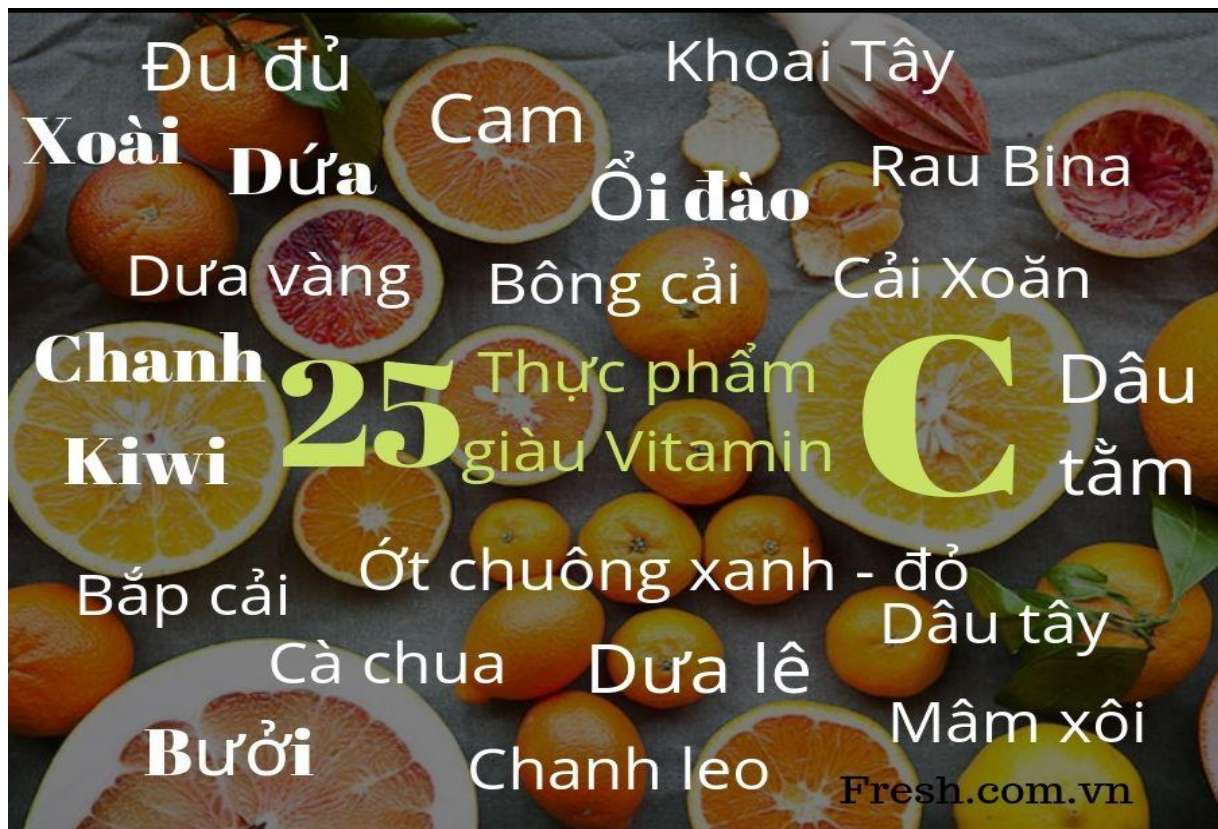 Đu đủ
Khoai Tây
Xoài
Cam
Dứa
Ổi đào
Rau Bina
Dưa vàng
Bông cải
Cải Xoăn
Chanh
25
Thực phẩm
giàu Vitamin
C
Dâu
tằm
Kiwi
Ớt chuông xanh - đỏ
Bắp cải
Dâu tây
Cà chua
Dưa lê
Mâm xôi
Bưởi
Chanh leo
Fresh.com.vn